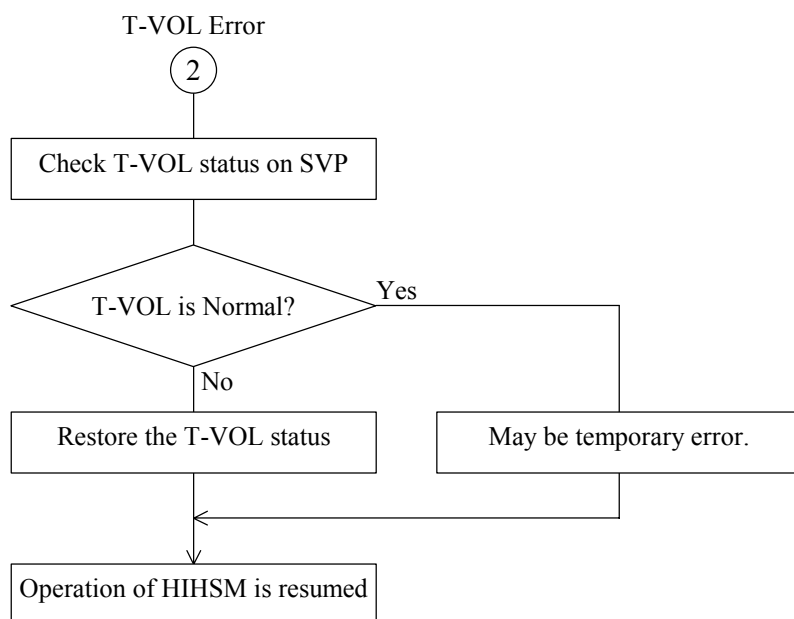 T-VOL Error
2
Check T-VOL status on SVP
T-VOL is Normal?
Yes
No
Restore the T-VOL status
May be temporary error.
Operation of HIHSM is resumed